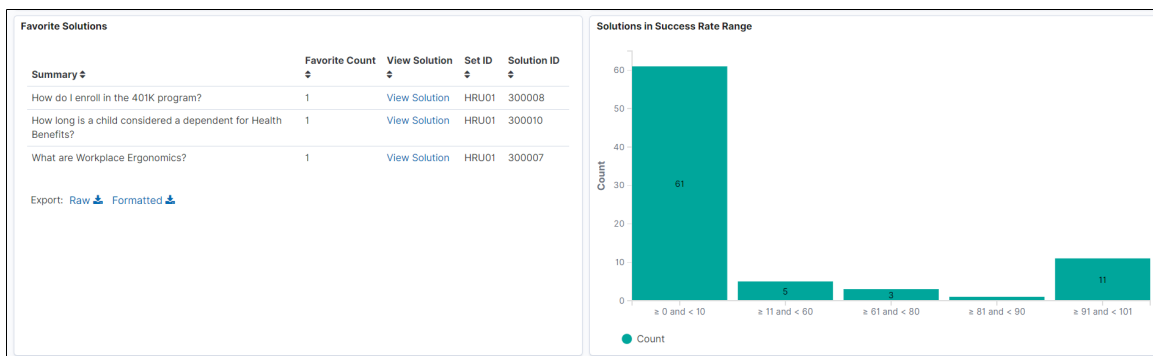 Favorite Solutions
Summary Favorite Count View Solution Set ID Solution ID
How do I enroll in the 401K program? 1 View Solution HRU01 300008
How long is a child considered a dependent for Health 1 View Solution HRU01 300010
Benefits?
What are Workplace Ergonomics? 1 View Solution HRU01 300007
Export: Raw Formatted
Solutions in Success Rate Range
Count
60
50
40
30
20
10
0
61
5
3
11
≥ 0 and < 10
≥ 11 and < 60
≥ 61 and < 80
≥ 81 and < 90
≥ 91 and < 101
Count